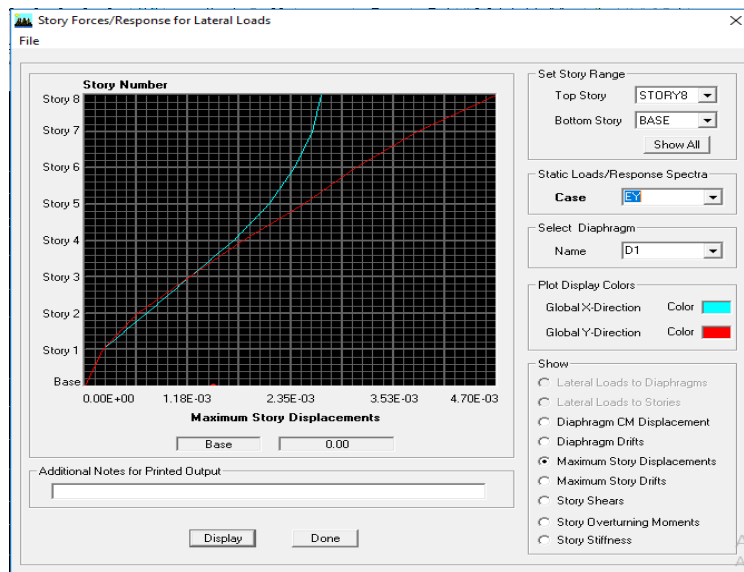 Story Forces/Response for Lateral Loads
File
Story Number
Story 8
Story 7
Story 6
Story 5
Story 4
Story 3
Story 2
Story 1
Base
0.00E+00 1.18E-03 2.35E-03 3.53E-03 4.70E-03
Maximum Story Displacements
Base 0.00
Additional Notes for Printed Output
Display Done
Set Story Range
Top Story STORY8
Bottom Story BASE
Show All
Static Loads/Response Spectra
Case EY
Select Diaphragm
Name D1
Plot Display Colors
Global X-Direction Color
Global Y-Direction Color
Show
Lateral Loads to Diaphragms
Lateral Loads to Stories
Diaphragm CM Displacement
Diaphragm Drifts
Maximum Story Displacements
Maximum Story Drifts
Story Shears
Story Overturning Moments
Story Stiffness